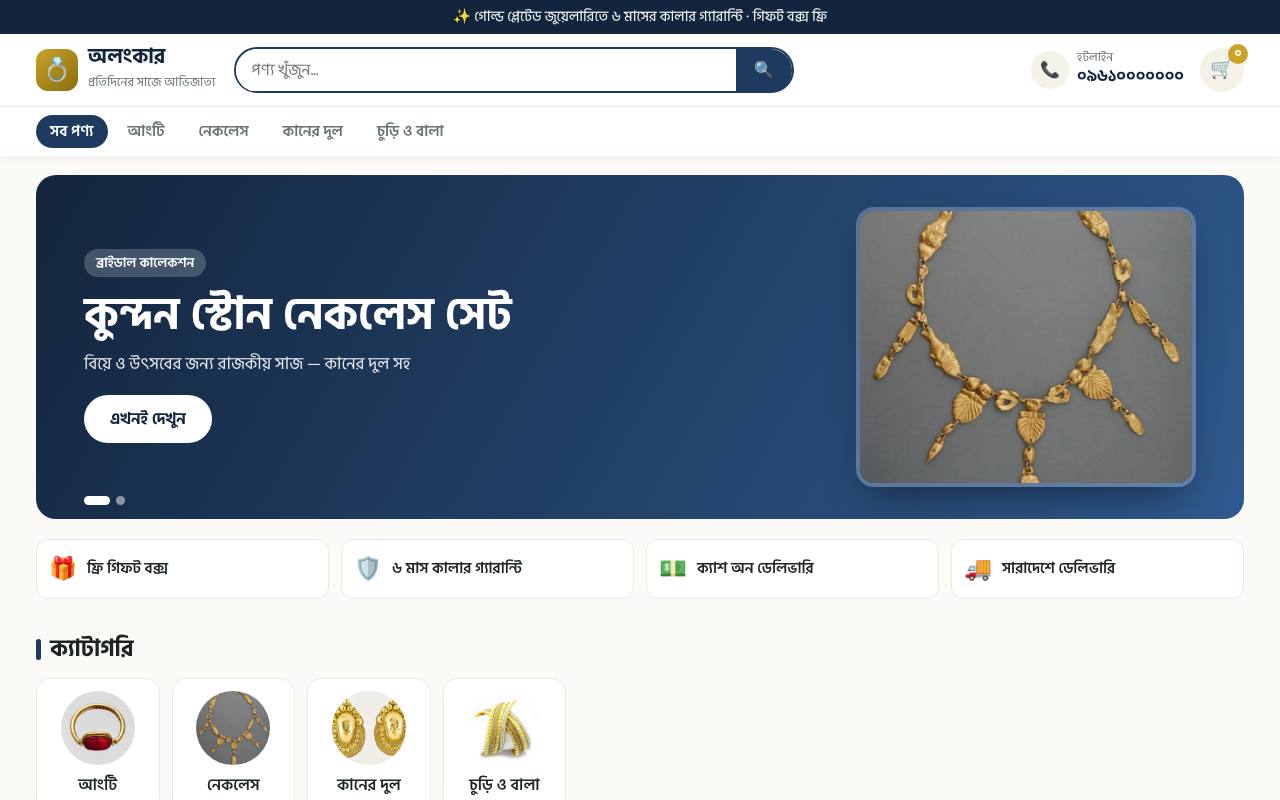 ✨ গোল্ড প্লেটেড জুয়েলারিতে ৬ মাসের কালার গ্যারান্টি · গিফট বক্স ফ্রি
অলংকার
প্রতিদিনের সাজে আভিজাত্য
পণ্য খুঁজুন...
হটলাইন
০৯৬১০০০০০০০
০
সব পণ্য
আংটি
নেকলেস
কানের দুল
চুড়ি ও বালা
ব্রাইডাল কালেকশন
কুন্দন স্টোন নেকলেস সেট
বিয়ে ও উৎসবের জন্য রাজকীয় সাজ — কানের দুল সহ
এখনই দেখুন
ফ্রি গিফট বক্স
৬ মাস কালার গ্যারান্টি
ক্যাশ অন ডেলিভারি
সারাদেশে ডেলিভারি
ক্যাটাগরি
আংটি
নেকলেস
কানের দুল
চুড়ি ও বালা